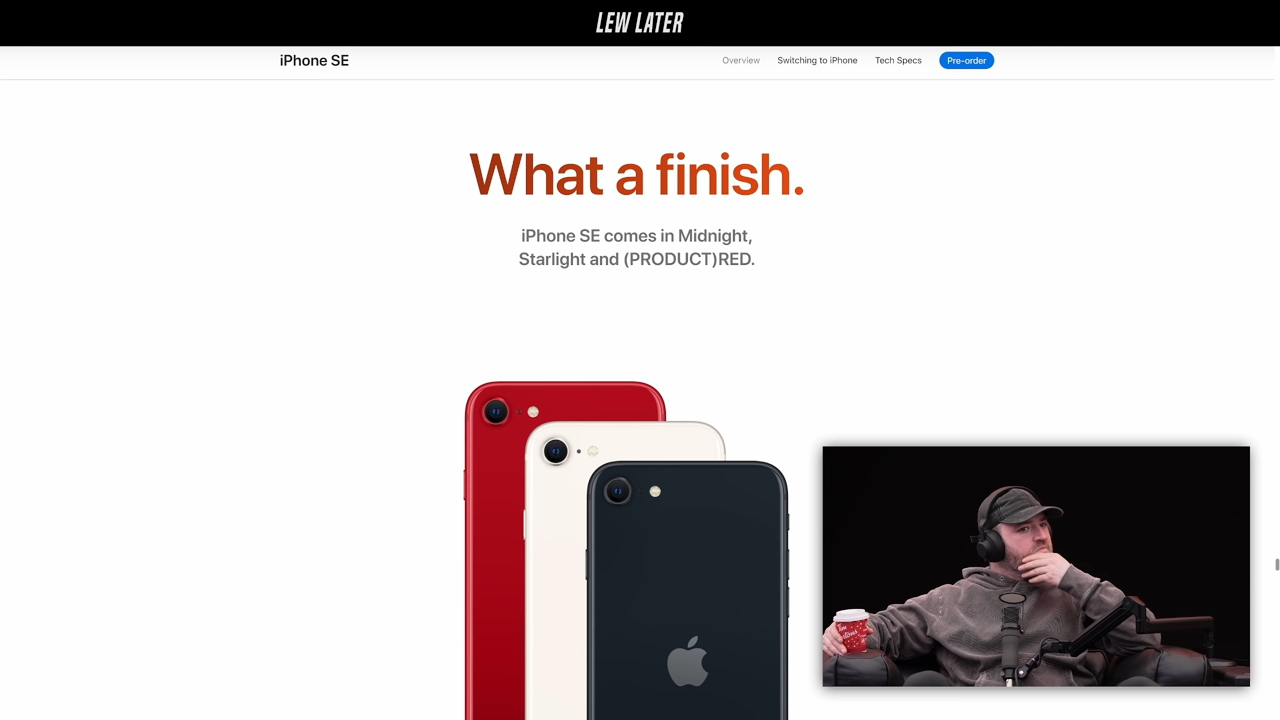 LEW LATER
iPhone SE
Overview
Switching to iPhone
Tech Specs
Pre-order
What a finish.
iPhone SE comes in Midnight,
Starlight and (PRODUCT)RED.